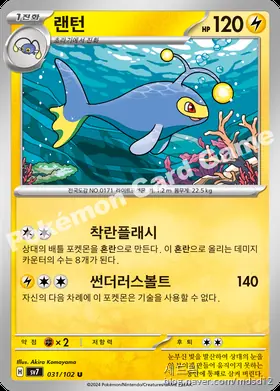 1진화
랜턴
HP 120
초라기에서 진화
전국도감 NO.0171 라이트 2m 몸무게 22.5 kg
착란플래시
상대의 배틀 포켓몬을 혼란으로 만든다. 이 혼란으로 올리는 데미지
카운터의 수는 8개가 된다.
썬더러스볼트 140
자신의 다음 차례에 이 포켓몬은 기술을 사용할 수 없다.
약점 ×2 저항력 후퇴
Illus. Akira Komayama
H sv7 031/102 U
©2024 Pokémon/Nintendo/Creatures/GAME FREAK
Pokémon Card Game